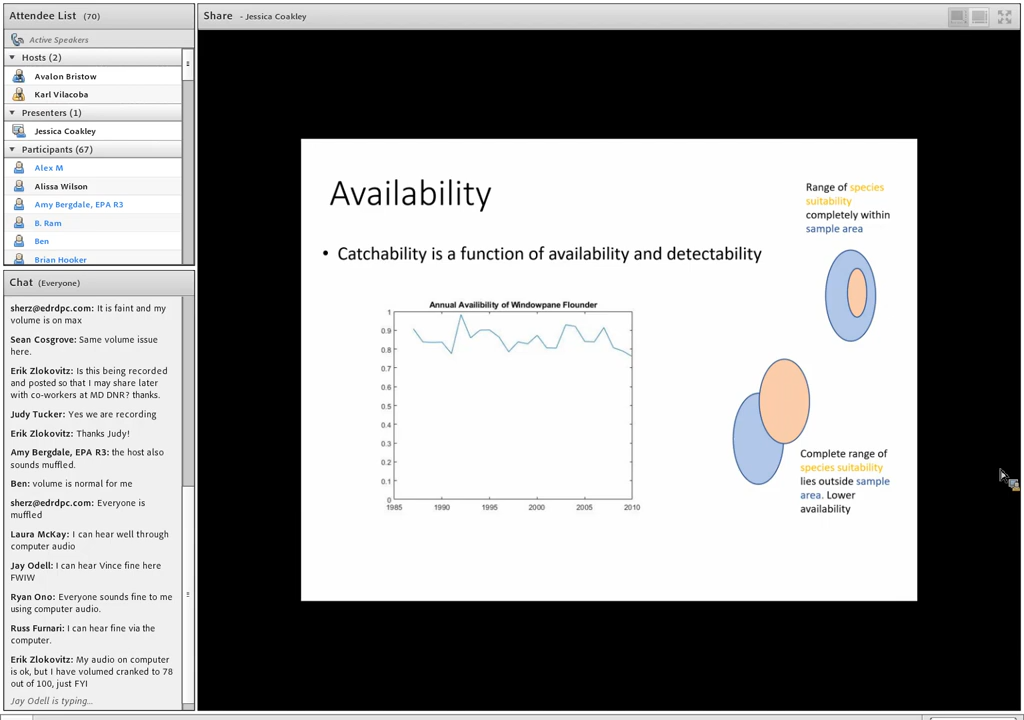 Attendee List (70)
Active Speakers
Hosts (2)
Avalon Bristow
Karl Vilacoba
Presenters (1)
Jessica Coakley
Participants (67)
Alex M
Alissa Wilson
Amy Bergdale, EPA R3
B. Ram
Ben
Brian Hooker
Chat (Everyone)
sherz@edrdpc.com: It is faint and my
volume is on max
Sean Cosgrove: Same volume issue
here.
Erik Zlokovitz: Is this being recorded
and posted so that I may share later
with co-workers at MD DNR? thanks.
Judy Tucker: Yes we are recording
Erik Zlokovitz: Thanks Judy!
Amy Bergdale, EPA R3: the host also
sounds muffled.
Ben: volume is normal for me
sherz@edrdpc.com: Everyone is
muffled
Laura McKay: I can hear well through
computer audio
Jay Odell: I can hear Vince fine here
FWIW
Ryan Ono: Everyone sounds fine to me
using computer audio.
Russ Furnari: I can hear fine via the
computer.
Erik Zlokovitz: My audio on computer
is ok, but I have volumed cranked to 78
out of 100, just FYI
Jay Odell is typing...
Share - Jessica Coakley
Availability
• Catchability is a function of availability and detectability
Annual Availibility of Windowpane Flounder
1
0.9
0.8
0.7
0.6
0.5
0.4
0.3
0.2
0.1
0
1985 1990 1995 2000 2005 2010
Range of species
suitability
completely within
sample area
Complete range of
species suitability
lies outside sample
area. Lower
availability